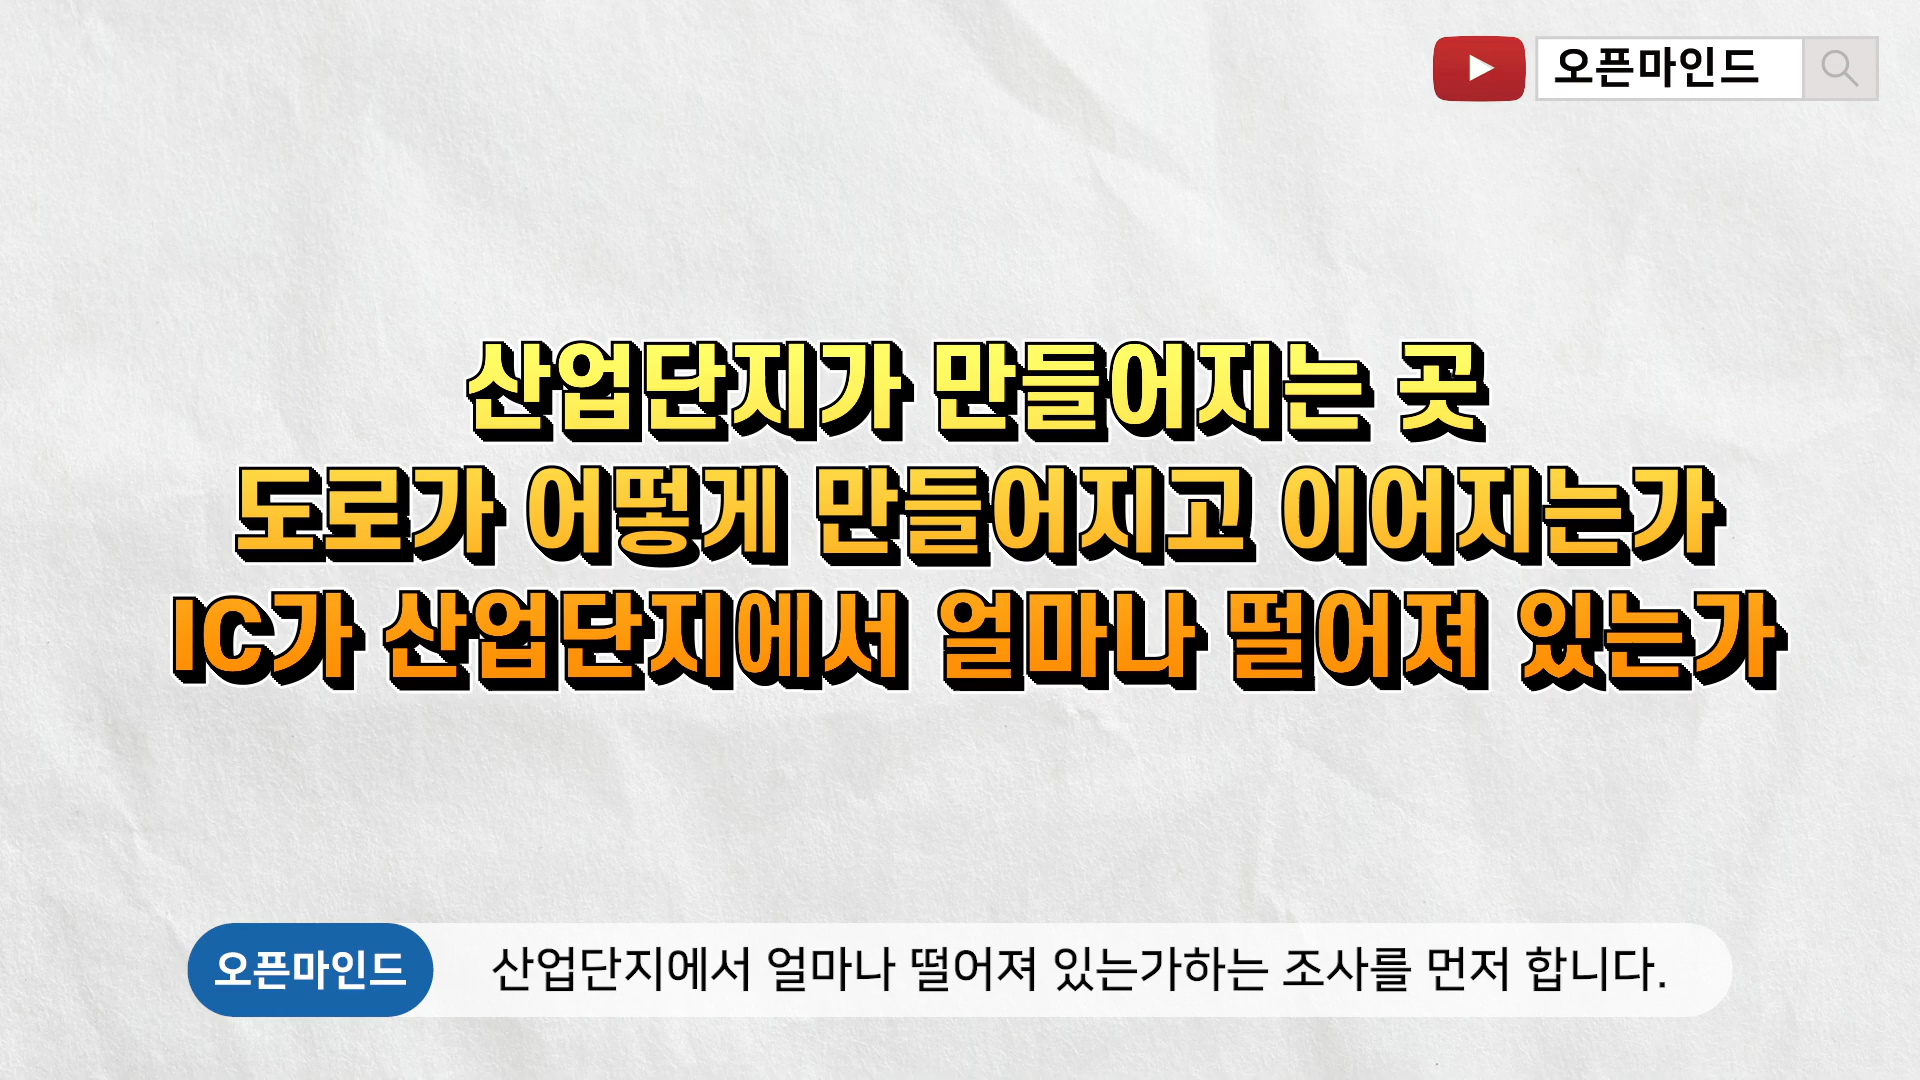 오픈마인드
산업단지가 만들어지는 곳
도로가 어떻게 만들어지고 이어지는가
IC가 산업단지에서 얼마나 떨어져 있는가
오픈마인드 산업단지에서 얼마나 떨어져 있는가하는 조사를 먼저 합니다.